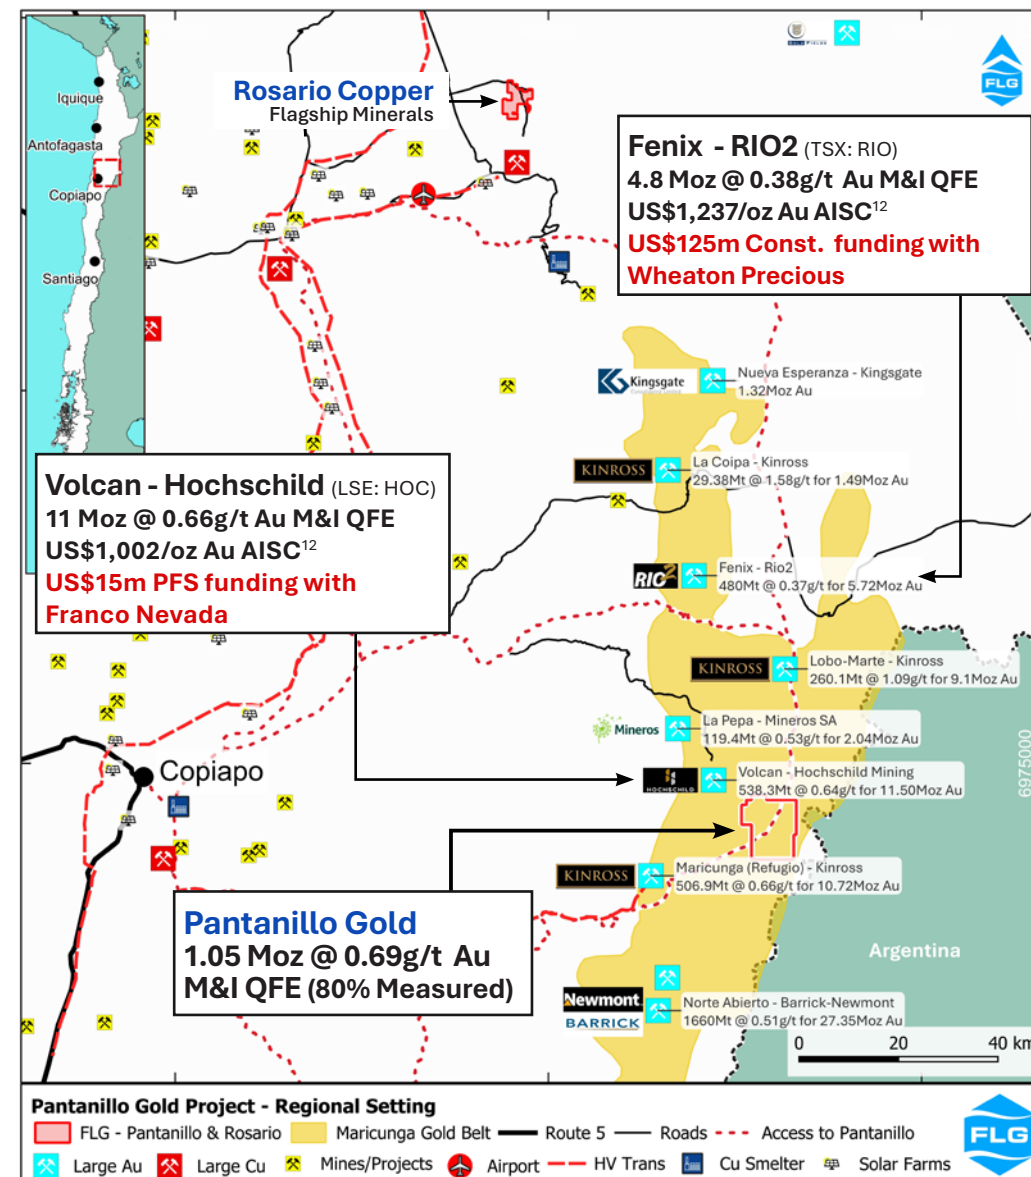 GOLD FIELDS
FLG
Iquique
Antofagasta
Copiapo
Santiago
Rosario Copper
Flagship Minerals
Fenix - RIO2 (TSX: RIO)
4.8 Moz @ 0.38g/t Au M&I QFE
US$1,237/oz Au AISC12
US$125m Const. funding with
Wheaton Precious
Kingsgate
Nueva Esperanza - Kingsgate
1.32Moz Au
KINROSS
La Coipa - Kinross
29.38Mt @ 1.58g/t for 1.49Moz Au
Volcan - Hochschild (LSE: HOC)
11 Moz @ 0.66g/t Au M&I QFE
US$1,002/oz Au AISC12
US$15m PFS funding with
Franco Nevada
RIO2
Fenix - Rio2
480Mt @ 0.37g/t for 5.72Moz Au
KINROSS
Lobo-Marte - Kinross
260.1Mt @ 1.09g/t for 9.1Moz Au
Mineros
La Pepa - Mineros SA
119.4Mt @ 0.53g/t for 2.04Moz Au
Copiapo
HOCHSCHILD
Volcan - Hochschild Mining
538.3Mt @ 0.64g/t for 11.50Moz Au
6975000
KINROSS
Maricunga (Refugio) - Kinross
506.9Mt @ 0.66g/t for 10.72Moz Au
Pantanillo Gold
1.05 Moz @ 0.69g/t Au
M&I QFE (80% Measured)
Argentina
Newmont
BARRICK
Norte Abierto - Barrick-Newmont
1660Mt @ 0.51g/t for 27.35Moz Au
0 20 40 km
Pantanillo Gold Project - Regional Setting
FLG - Pantanillo & Rosario Maricunga Gold Belt Route 5 Roads Access to Pantanillo
Large Au Large Cu Mines/Projects Airport HV Trans Cu Smelter Solar Farms
FLG